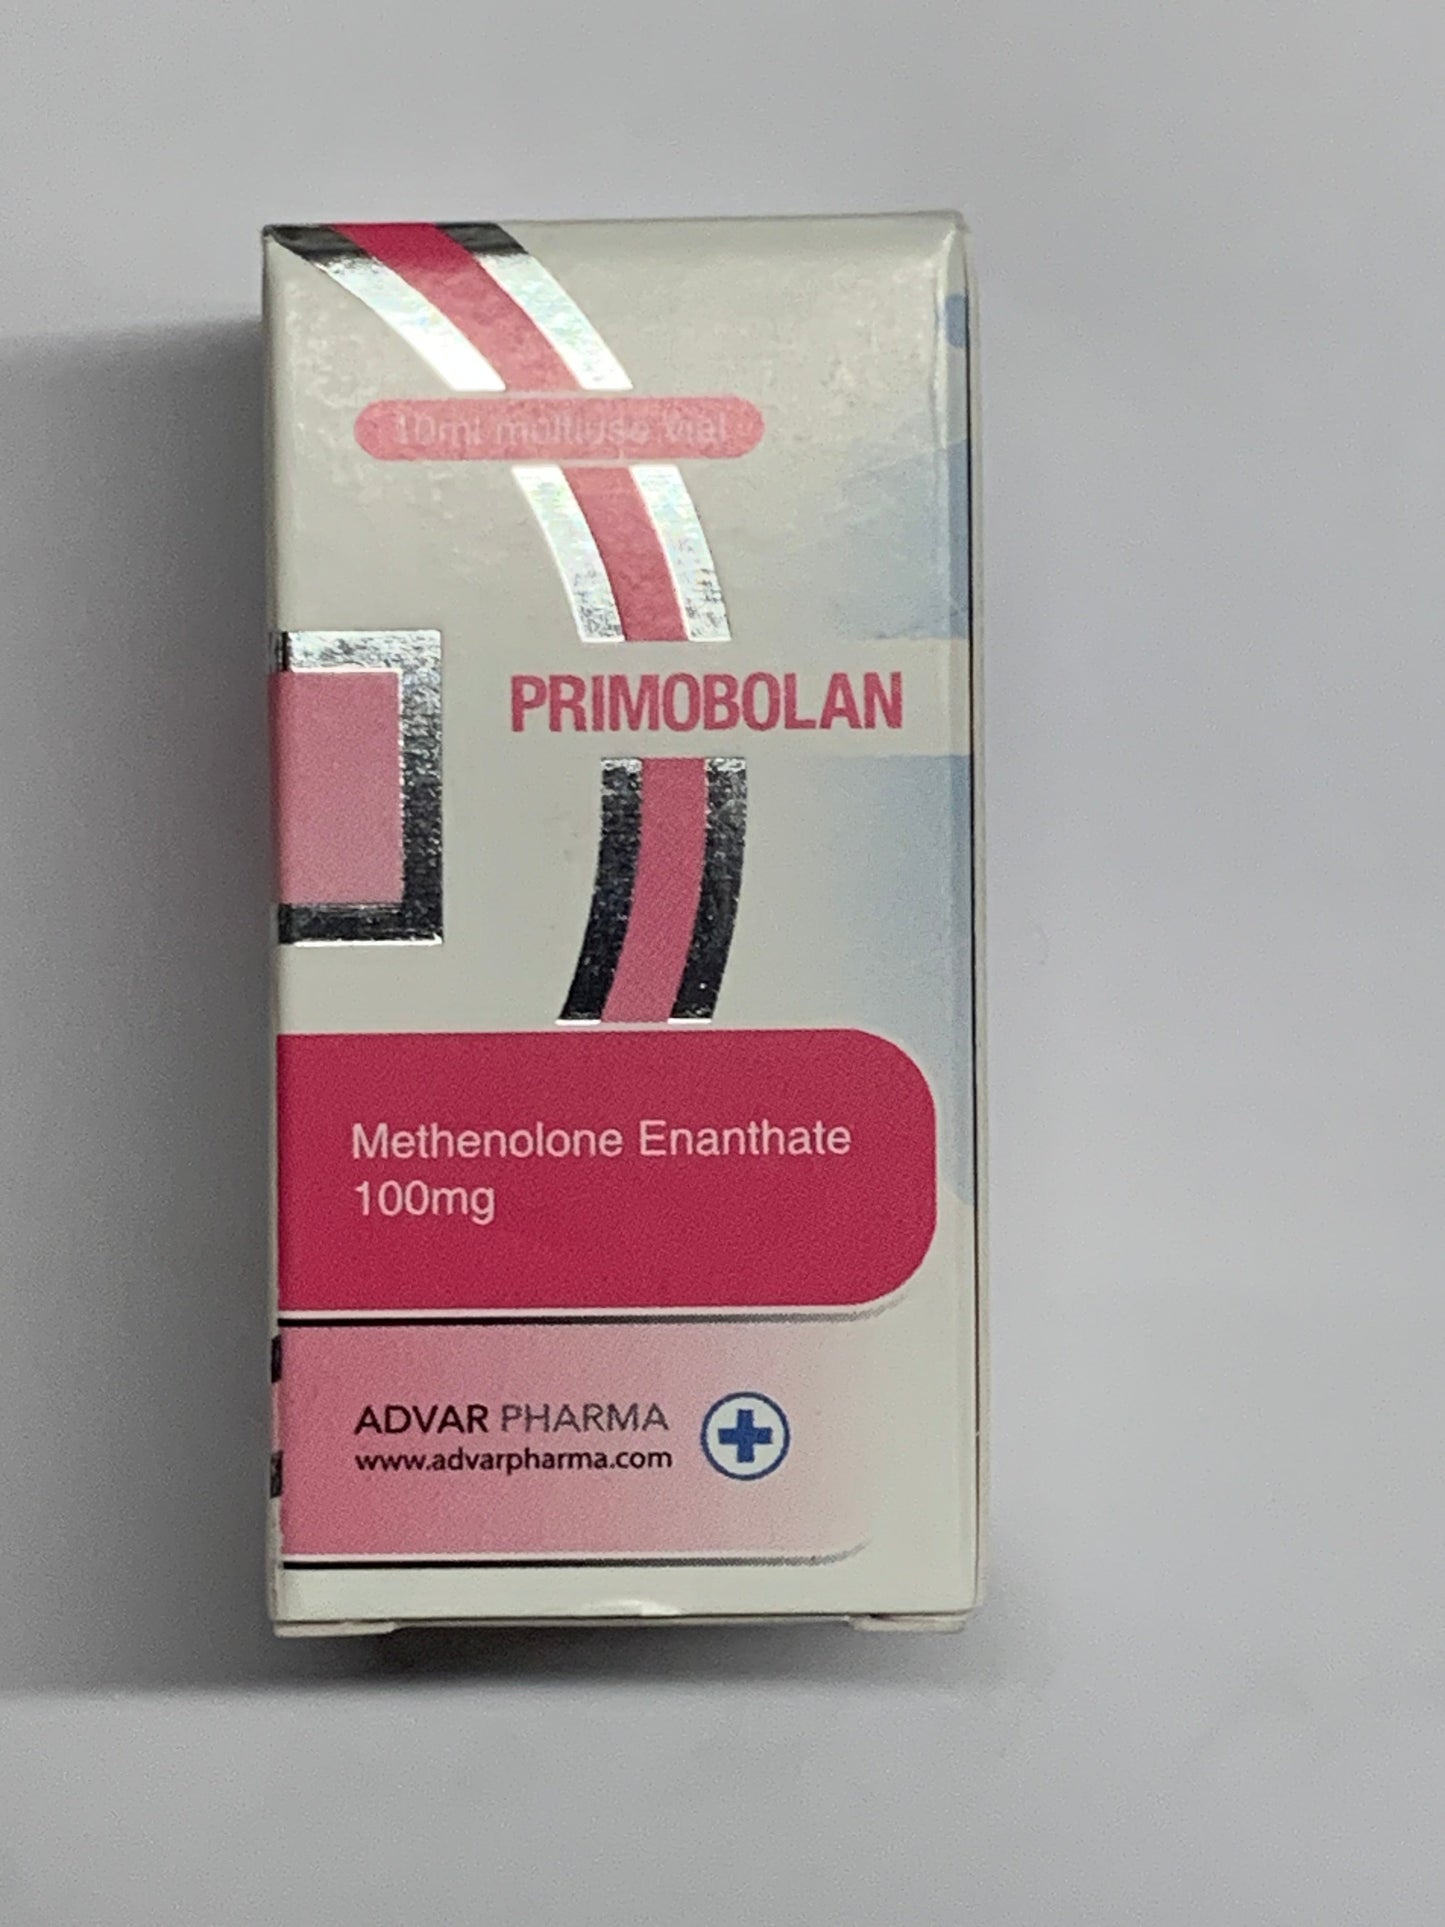 10ml multiuse vial
PRIMOBOLAN
Methenolone Enanthate
100mg
ADVAR PHARMA
www.advarpharma.com